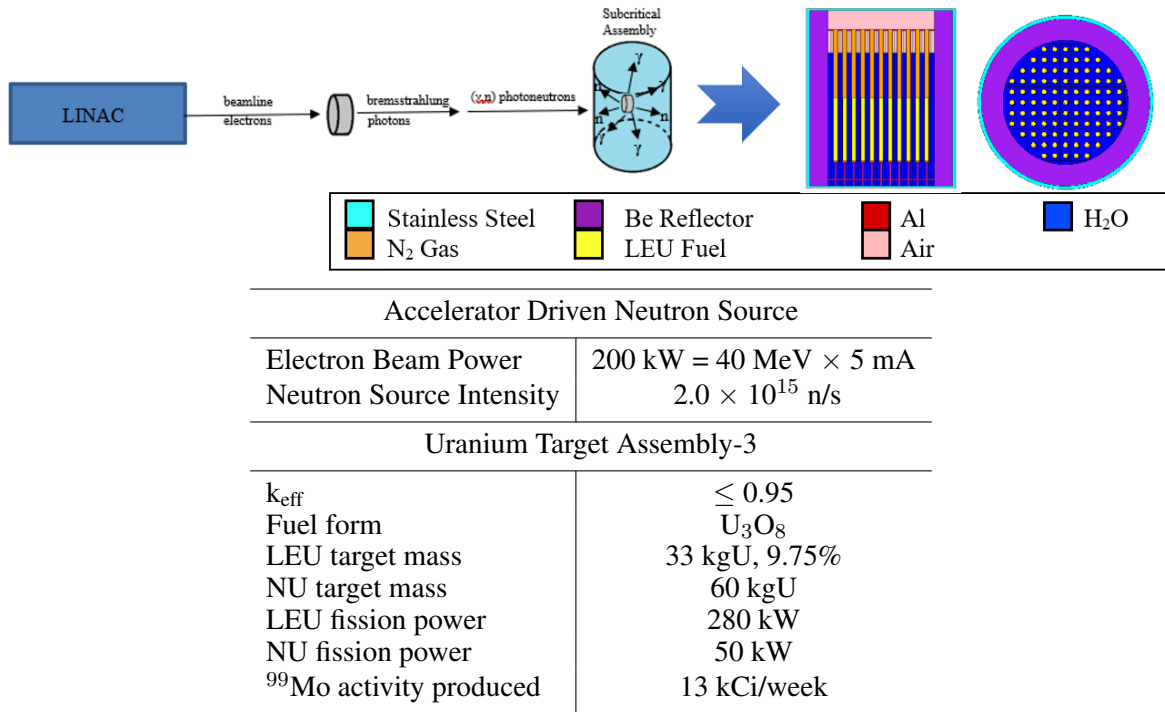 Subcritical
Assembly
LINAC
beamline
electrons
bremsstrahlung
photons
(γ,n) photoneutrons
γ
n
γ
n
n
γ
γ
Stainless Steel
Be Reflector
Al
H₂O
N₂ Gas
LEU Fuel
Air
Accelerator Driven Neutron Source
Electron Beam Power 200 kW = 40 MeV × 5 mA
Neutron Source Intensity 2.0 × 10¹⁵ n/s
Uranium Target Assembly-3
k_eff ≤ 0.95
Fuel form U₃O₈
LEU target mass 33 kgU, 9.75%
NU target mass 60 kgU
LEU fission power 280 kW
NU fission power 50 kW
⁹⁹Mo activity produced 13 kCi/week